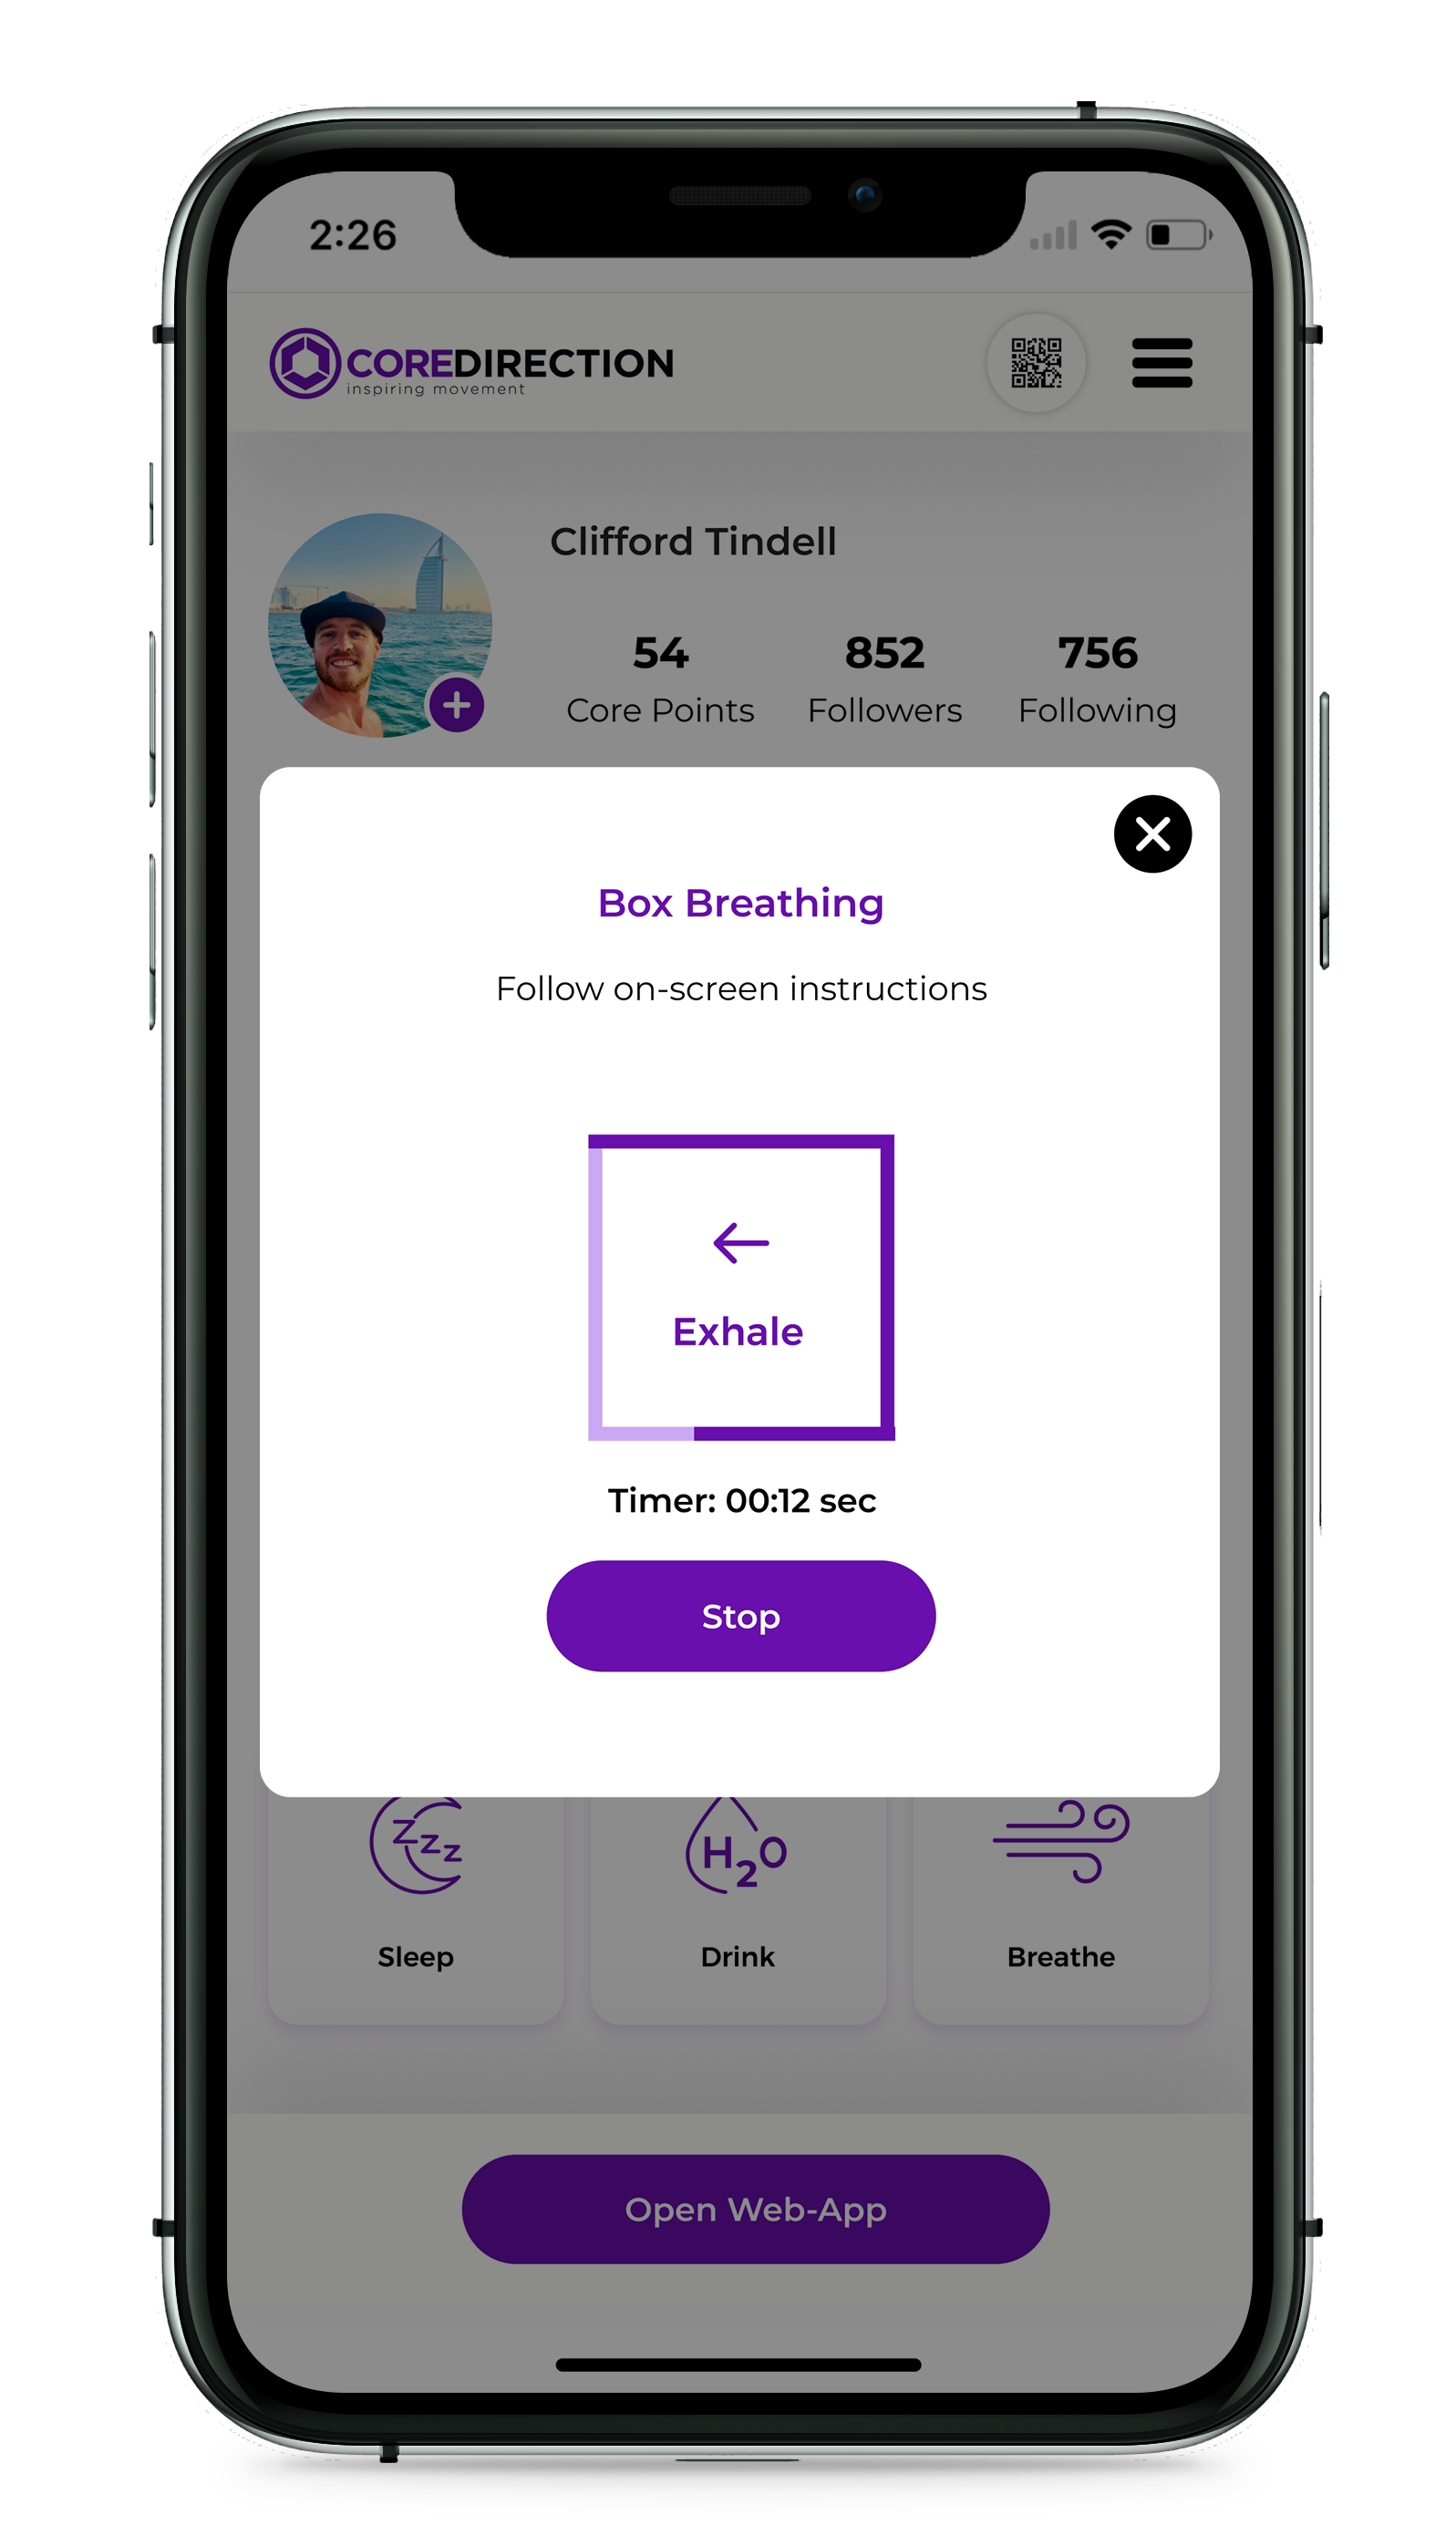 2:26
COREDIRECTION
inspiring movement
Clifford Tindell
54 852 756
Core Points Followers Following
Box Breathing
Follow on-screen instructions
Exhale
Timer: 00:12 sec
Stop
zzz H2O
Sleep Drink Breathe
Open Web-App